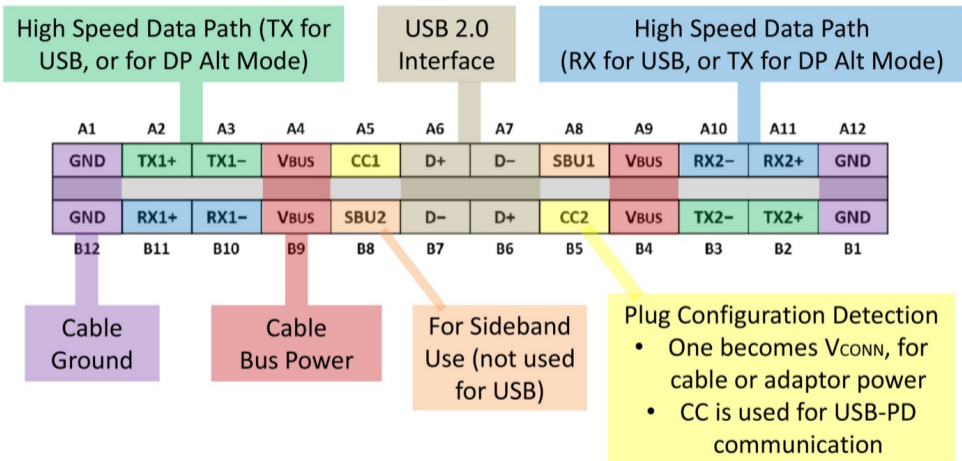 High Speed Data Path (TX for
USB, or for DP Alt Mode)
USB 2.0
Interface
High Speed Data Path
(RX for USB, or TX for DP Alt Mode)
A1 A2 A3 A4 A5 A6 A7 A8 A9 A10 A11 A12
GND TX1+ TX1− VBUS CC1 D+ D− SBU1 VBUS RX2− RX2+ GND
GND RX1+ RX1− VBUS SBU2 D− D+ CC2 VBUS TX2− TX2+ GND
B12 B11 B10 B9 B8 B7 B6 B5 B4 B3 B2 B1
Cable
Ground
Cable
Bus Power
For Sideband
Use (not used
for USB)
Plug Configuration Detection
• One becomes VCONN, for
cable or adaptor power
• CC is used for USB-PD
communication